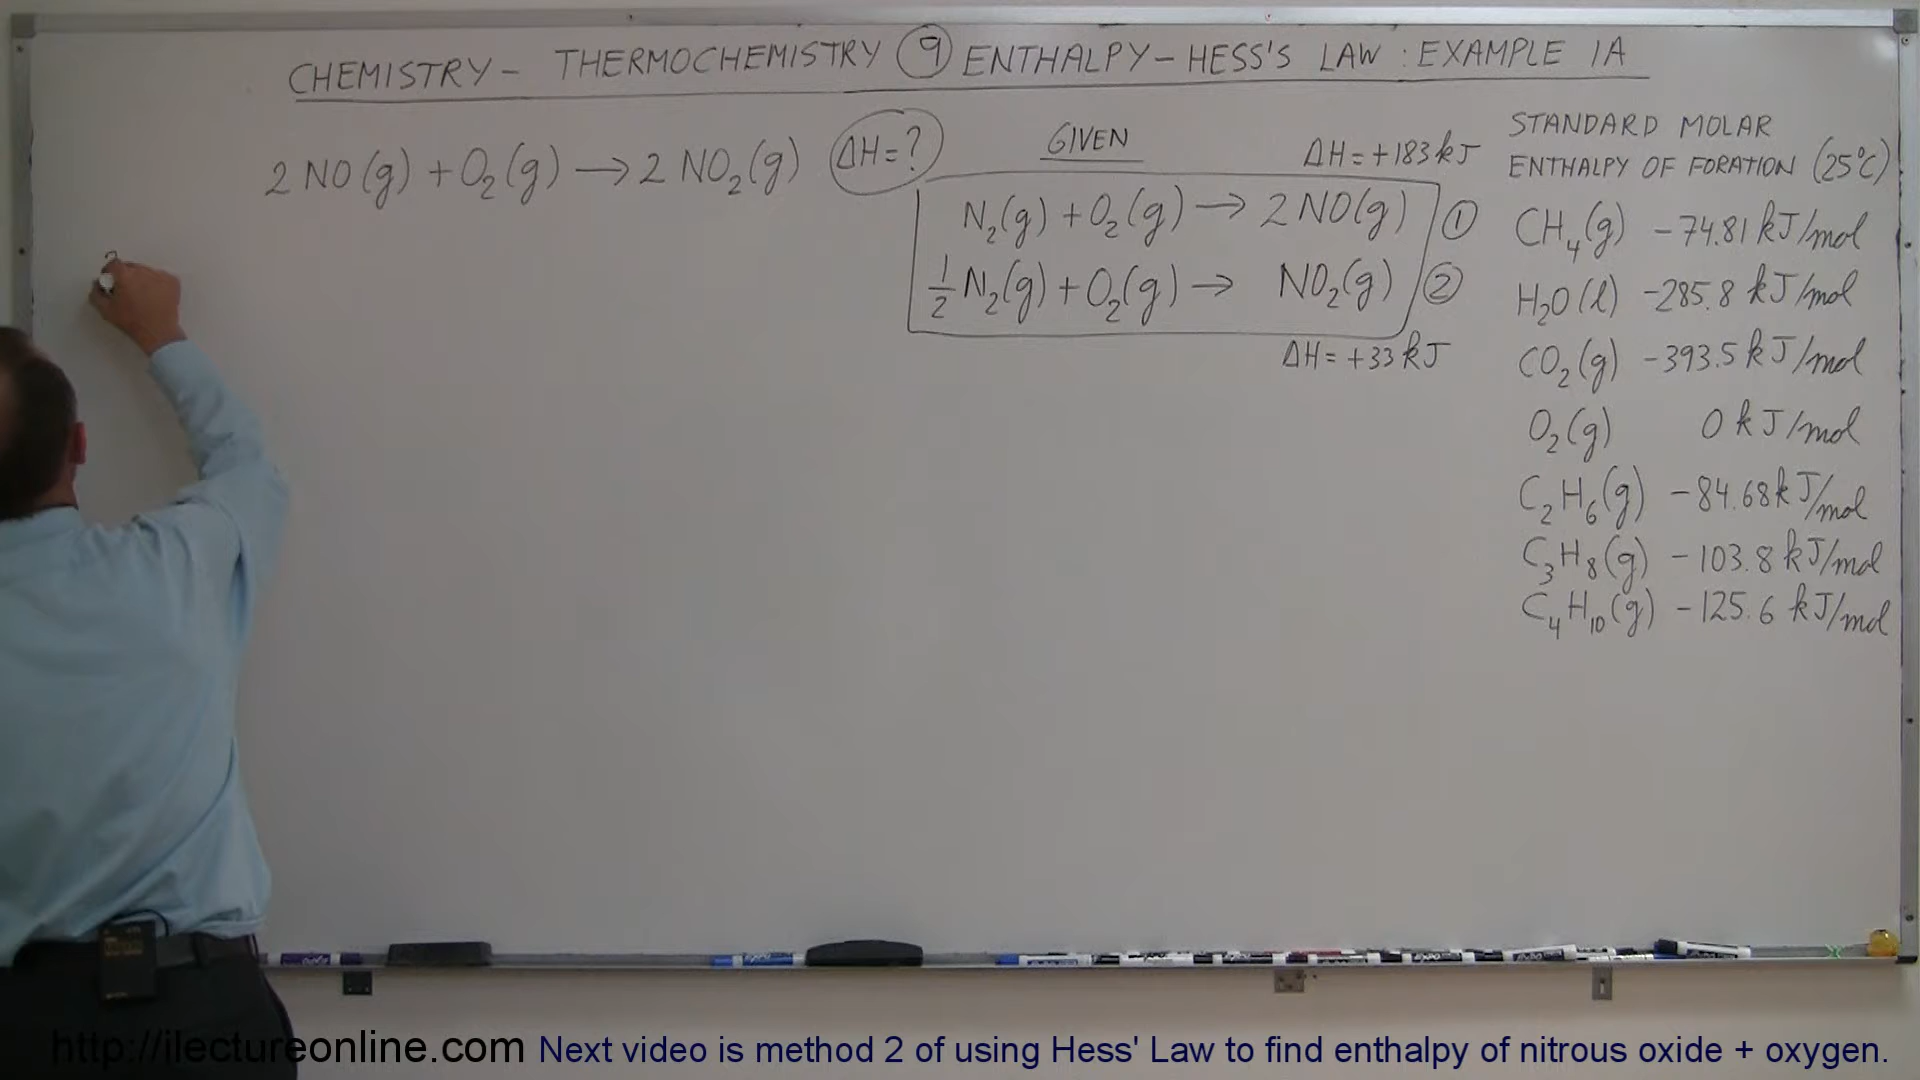 CHEMISTRY - THERMOCHEMISTRY 9 ENTHALPY - HESS'S LAW : EXAMPLE 1A
2 NO(g) + O₂(g) → 2 NO₂(g) ΔH = ?
GIVEN
ΔH = +183 kJ
N₂(g) + O₂(g) → 2 NO(g) ①
½ N₂(g) + O₂(g) → NO₂(g) ②
ΔH = +33 kJ
STANDARD MOLAR
ENTHALPY OF FORATION (25°C)
CH₄(g) -74.81 kJ/mol
H₂O(l) -285.8 kJ/mol
CO₂(g) -393.5 kJ/mol
O₂(g) 0 kJ/mol
C₂H₆(g) -84.68 kJ/mol
C₃H₈(g) -103.8 kJ/mol
C₄H₁₀(g) -125.6 kJ/mol
http://ilectureonline.com Next video is method 2 of using Hess' Law to find enthalpy of nitrous oxide + oxygen.